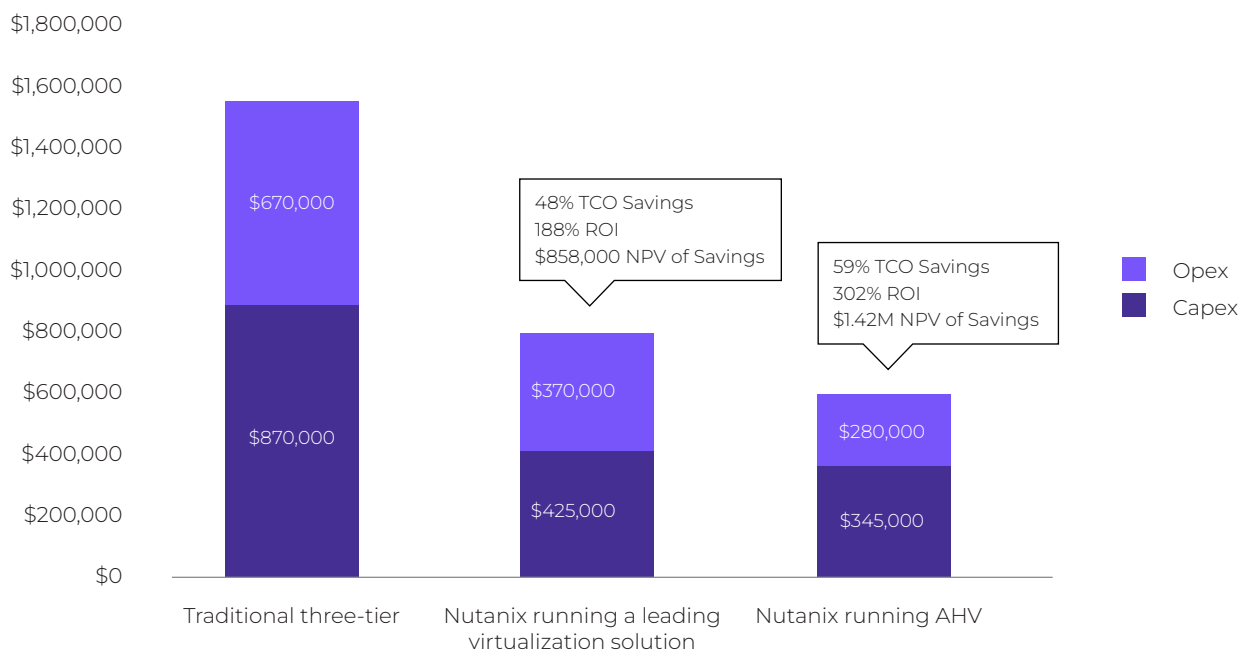 $1,800,000
$1,600,000
$1,400,000
$1,200,000
$1,000,000
$800,000
$600,000
$400,000
$200,000
$0
$670,000
$870,000
48% TCO Savings
188% ROI
$858,000 NPV of Savings
$370,000
$425,000
59% TCO Savings
302% ROI
$1.42M NPV of Savings
$280,000
$345,000
Opex
Capex
Traditional three-tier
Nutanix running a leading
virtualization solution
Nutanix running AHV